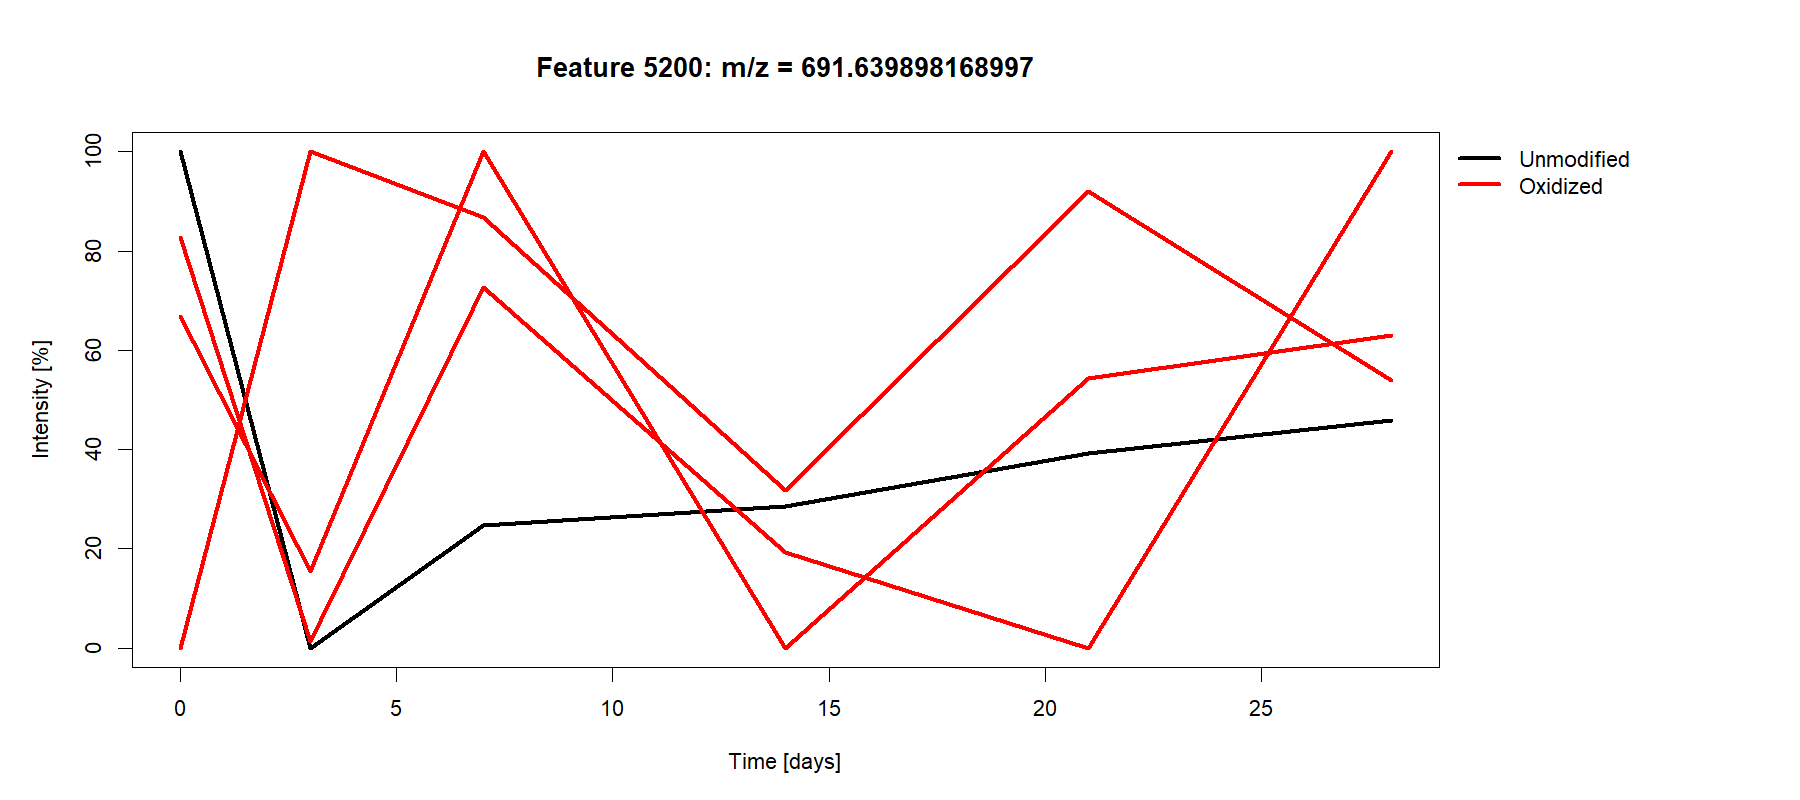 Feature 5200: m/z = 691.639898168997
Unmodified
Oxidized
Intensity [%]
100
80
60
40
20
0
0 5 10 15 20 25
Time [days]